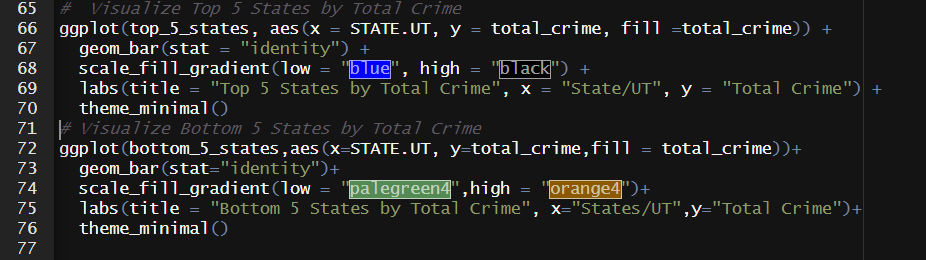 65 #  Visualize Top 5 States by Total Crime
66 ggplot(top_5_states, aes(x = STATE.UT, y = total_crime, fill =total_crime)) +
67   geom_bar(stat = "identity") +
68   scale_fill_gradient(low = "blue", high = "black") +
69   labs(title = "Top 5 States by Total Crime", x = "State/UT", y = "Total Crime") +
70   theme_minimal()
71 # Visualize Bottom 5 States by Total Crime
72 ggplot(bottom_5_states,aes(x=STATE.UT, y=total_crime,fill = total_crime))+
73   geom_bar(stat="identity")+
74   scale_fill_gradient(low = "palegreen4",high = "orange4")+
75   labs(title = "Bottom 5 States by Total Crime", x="States/UT",y="Total Crime")+
76   theme_minimal()
77